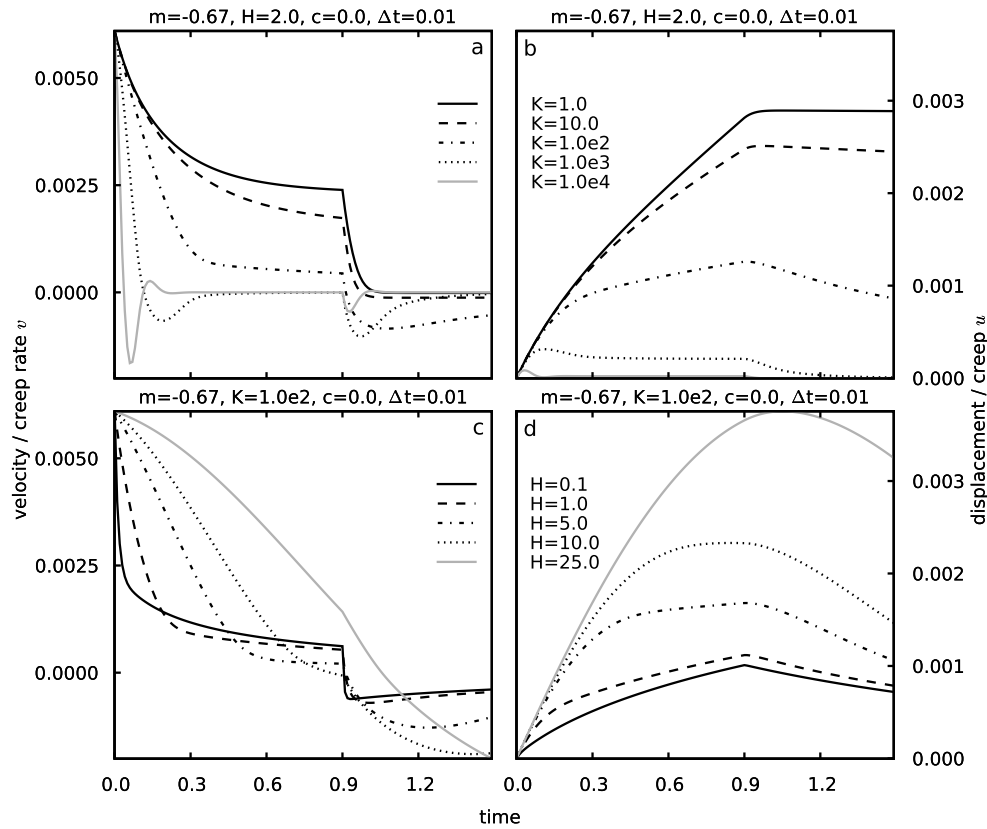 m=-0.67, H=2.0, c=0.0, Δt=0.01
m=-0.67, H=2.0, c=0.0, Δt=0.01
a
b
0.0050
0.0025
0.0000
K=1.0
K=10.0
K=1.0e2
K=1.0e3
K=1.0e4
0.003
0.002
0.001
0.000
velocity / creep rate v
displacement / creep u
m=-0.67, K=1.0e2, c=0.0, Δt=0.01
m=-0.67, K=1.0e2, c=0.0, Δt=0.01
c
d
0.0050
0.0025
0.0000
H=0.1
H=1.0
H=5.0
H=10.0
H=25.0
0.003
0.002
0.001
0.000
0.0 0.3 0.6 0.9 1.2
0.0 0.3 0.6 0.9 1.2
time